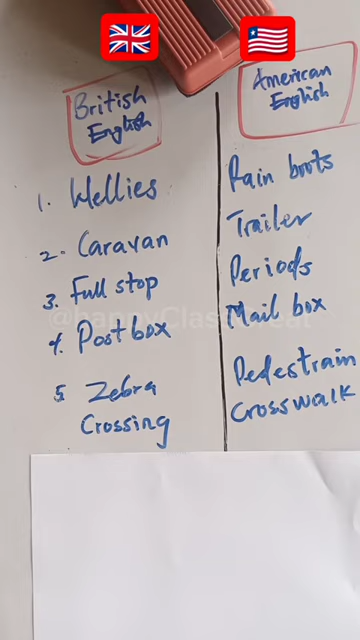 British
English
American
English
1. Wellies
Rain boots
2. Caravan
Trailer
3. Full stop
Periods
4. Post box
Mail box
5. Zebra
Crossing
Pedestrain
Crosswalk